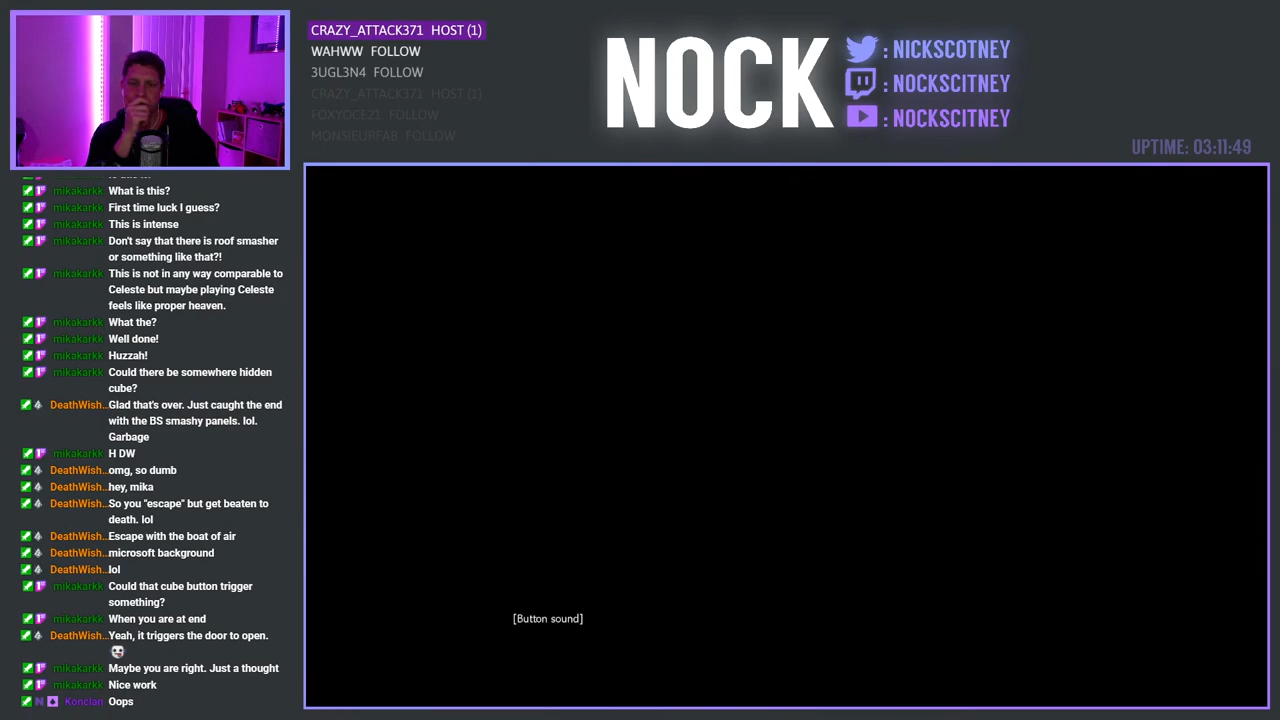 CRAZY_ATTACK371 HOST (1)
WAHWW FOLLOW
3UGL3N4 FOLLOW
CRAZY_ATTACK371 HOST (1)
FOXYOCE21 FOLLOW
MONSIEURFAB FOLLOW
NOCK
: NICKSCOTNEY
: NOCKSCITNEY
: NOCKSCITNEY
UPTIME: 03:11:49
mikakarkk What is this?
mikakarkk First time luck I guess?
mikakarkk This is intense
mikakarkk Don't say that there is roof smasher
or something like that?!
mikakarkk This is not in any way comparable to
Celeste but maybe playing Celeste
feels like proper heaven.
mikakarkk What the?
mikakarkk Well done!
mikakarkk Huzzah!
mikakarkk Could there be somewhere hidden
cube?
DeathWish... Glad that's over. Just caught the end
with the BS smashy panels. lol.
Garbage
mikakarkk H DW
DeathWish... omg, so dumb
DeathWish... hey, mika
DeathWish... So you "escape" but get beaten to
death. lol
DeathWish... Escape with the boat of air
DeathWish... microsoft background
DeathWish... lol
mikakarkk Could that cube button trigger
something?
mikakarkk When you are at end
DeathWish... Yeah, it triggers the door to open.
mikakarkk Maybe you are right. Just a thought
mikakarkk Nice work
N Konclan Oops
[Button sound]